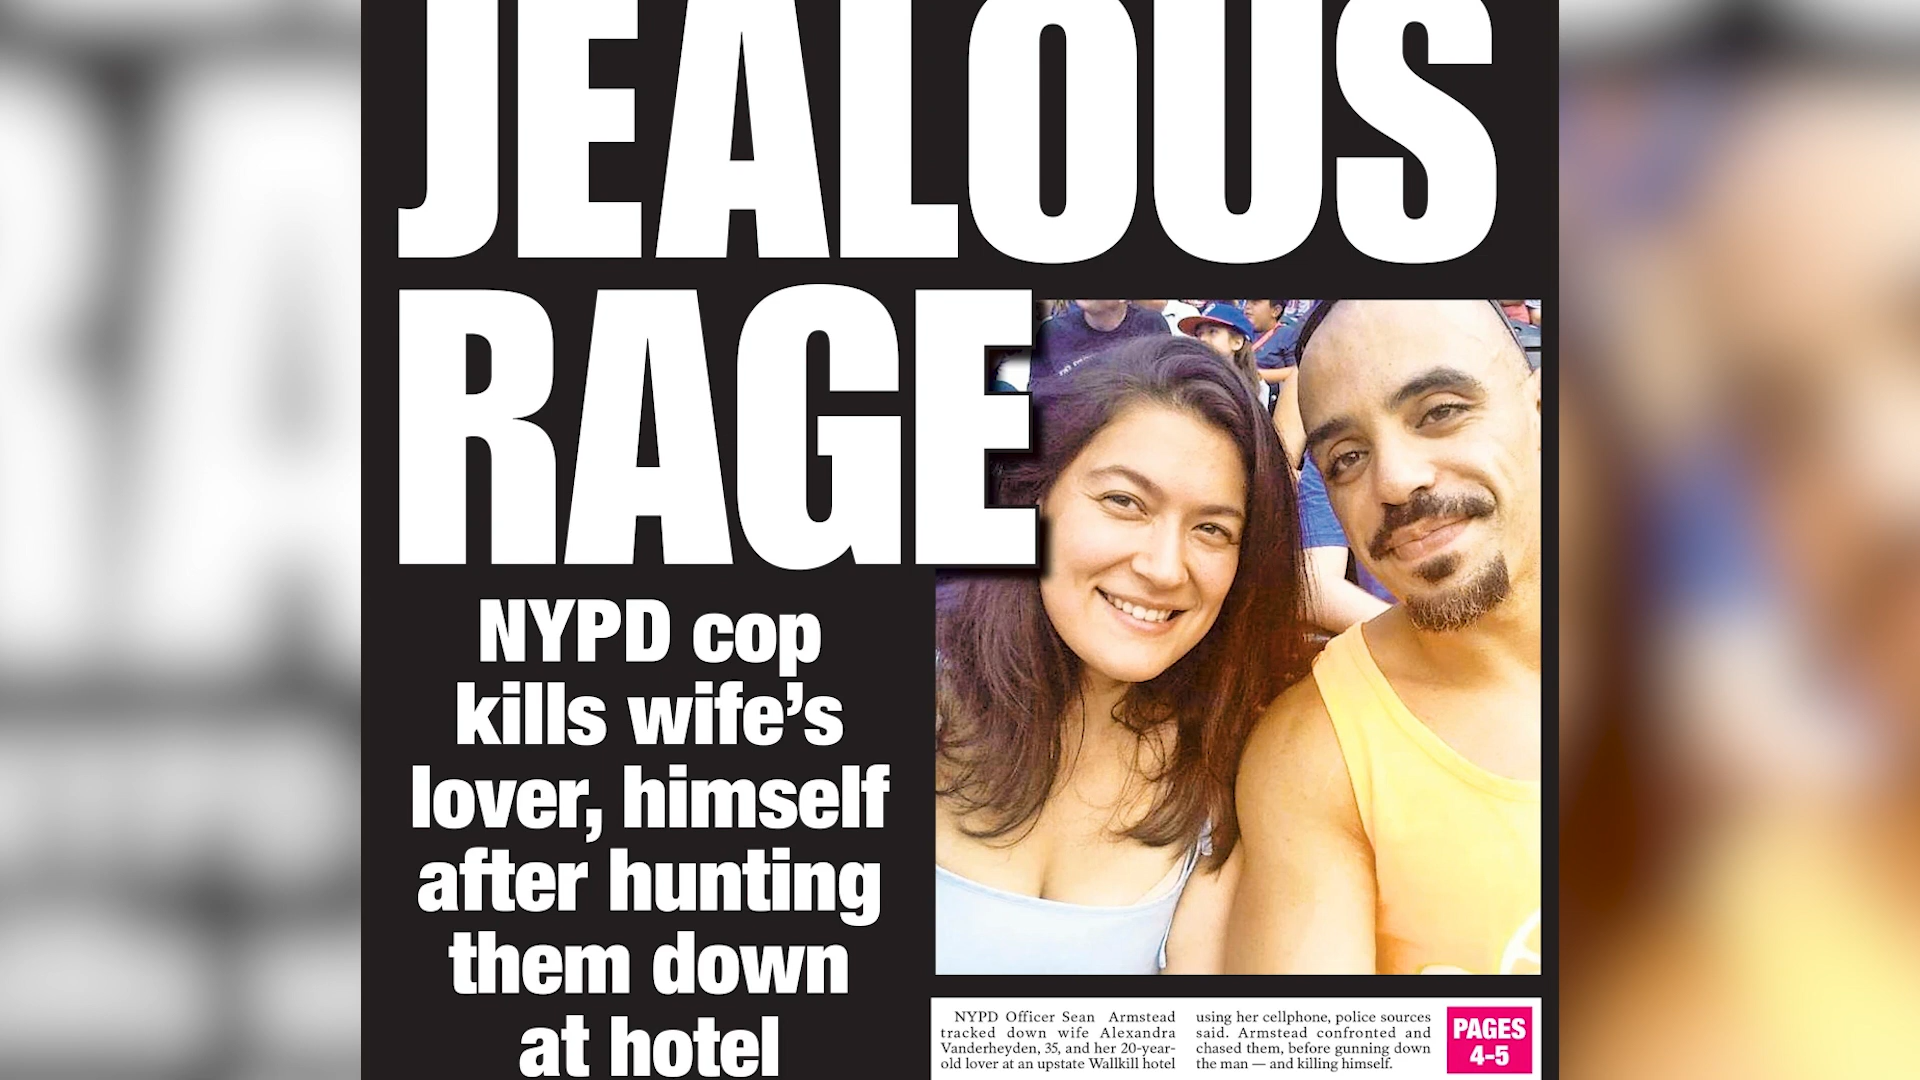 JEALOUS
RAGE
NYPD cop
kills wife's
lover, himself
after hunting
them down
at hotel
NYPD Officer Sean Armstead
tracked down wife Alexandra
Vanderheyden, 35, and her 20-year-
old lover at an upstate Wallkill hotel
using her cellphone, police sources
said. Armstead confronted and
chased them, before gunning down
the man — and killing himself.
PAGES
4-5